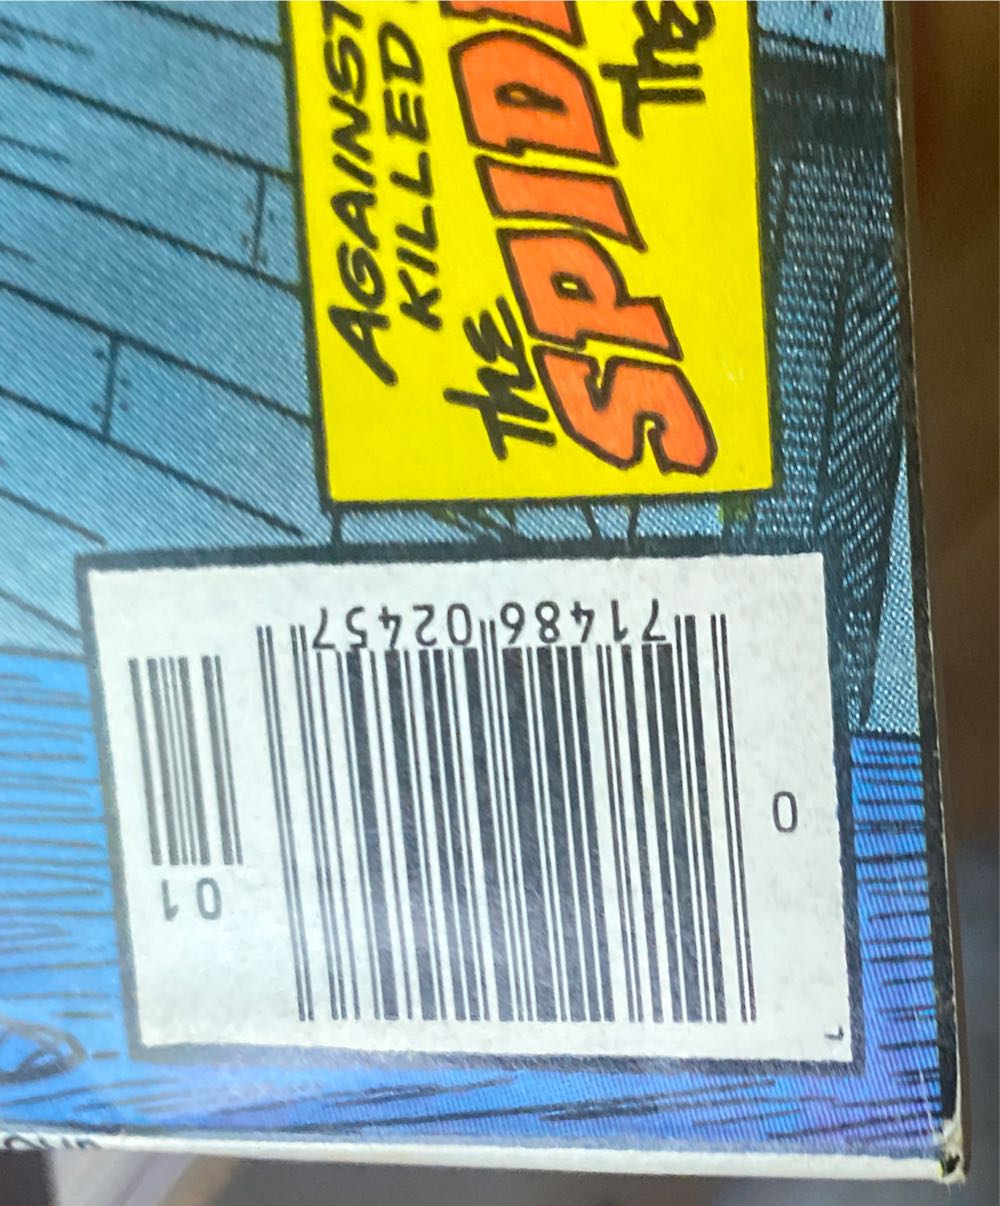 AGAINST
KILLED
THE
SPID
THE
71486 02457
0
01